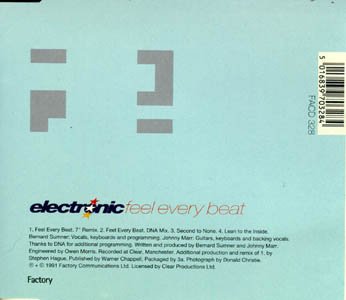 5 016839 703284
FACD 328
electronic feel every beat
1. Feel Every Beat, 7" Remix. 2. Feel Every Beat, DNA Mix. 3. Second to None. 4. Lean to the Inside.
Bernard Sumner; Vocals, keyboards and programming. Johnny Marr: Guitars, keyboards and backing vocals.
Thanks to DNA for additional programming. Written and produced by Bernard Sumner and Johnny Marr.
Engineered by Owen Morris. Recorded at Clear, Manchester. Additional production and remix of 1. by
Stephen Hague, Published by Warner Chappell. Packaged by 3a. Photograph by Donald Christie.
℗ + © 1991 Factory Communications Ltd. Licensed by Clear Productions Ltd.
Factory